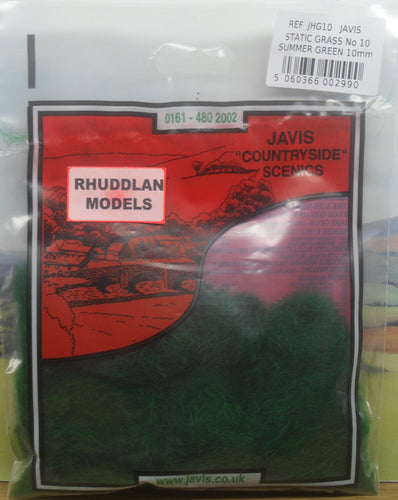 REF JHG10 JAVIS
STATIC GRASS No 10
SUMMER GREEN 10mm
5 060366 002990
0161 - 480 2002
JAVIS
"COUNTRYSIDE"
SCENICS
RHUDDLAN
MODELS
www.javis.co.uk